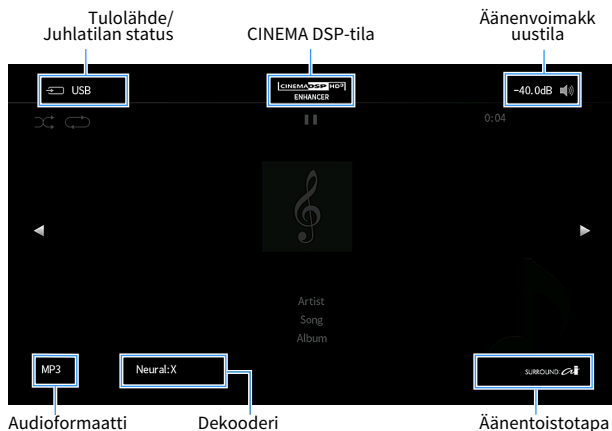 Tulolähde/
Juhlatilan status
CINEMA DSP-tila
Äänenvoimakk
uustila
USB
CINEMA DSP HD³
ENHANCER
-40.0dB
0:04
Artist
Song
Album
MP3
Neural:X
SURROUND:AI
Audioformaatti
Dekooderi
Äänentoistotapa